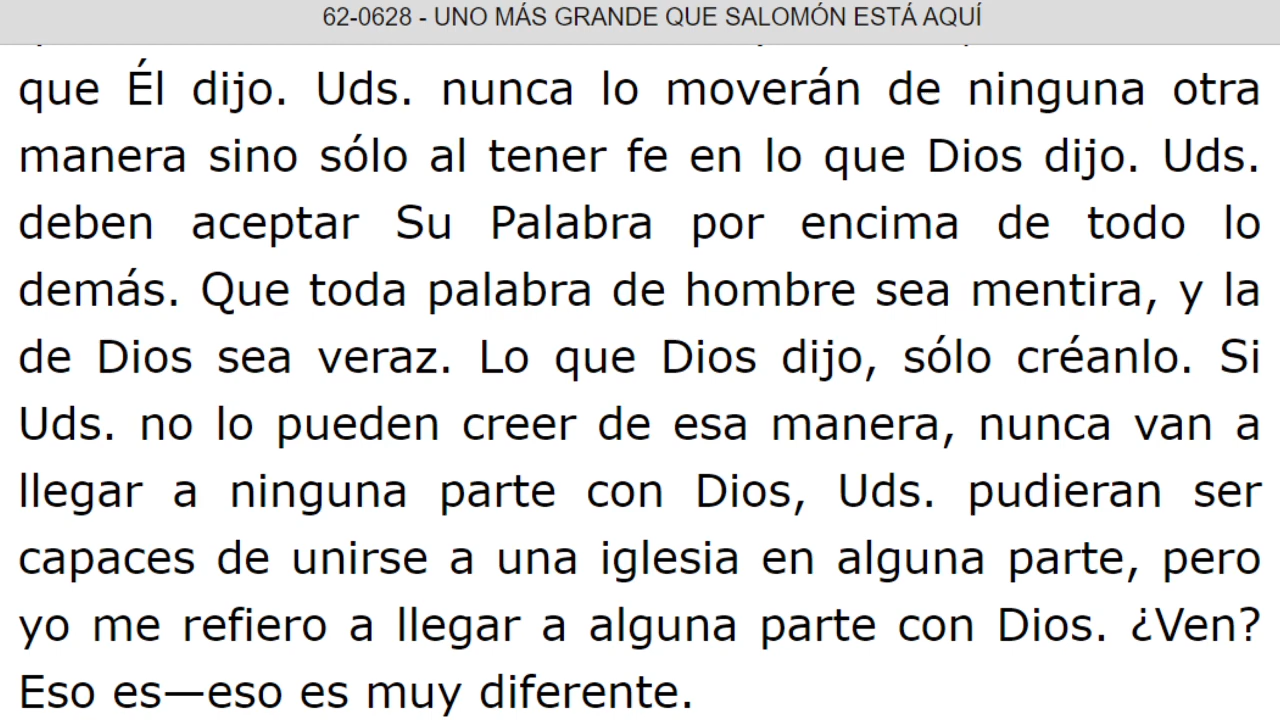 62-0628 - UNO MÁS GRANDE QUE SALOMÓN ESTÁ AQUÍ
que Él dijo. Uds. nunca lo moverán de ninguna otra
manera sino sólo al tener fe en lo que Dios dijo. Uds.
deben aceptar Su Palabra por encima de todo lo
demás. Que toda palabra de hombre sea mentira, y la
de Dios sea veraz. Lo que Dios dijo, sólo créanlo. Si
Uds. no lo pueden creer de esa manera, nunca van a
llegar a ninguna parte con Dios, Uds. pudieran ser
capaces de unirse a una iglesia en alguna parte, pero
yo me refiero a llegar a alguna parte con Dios. ¿Ven?
Eso es—eso es muy diferente.